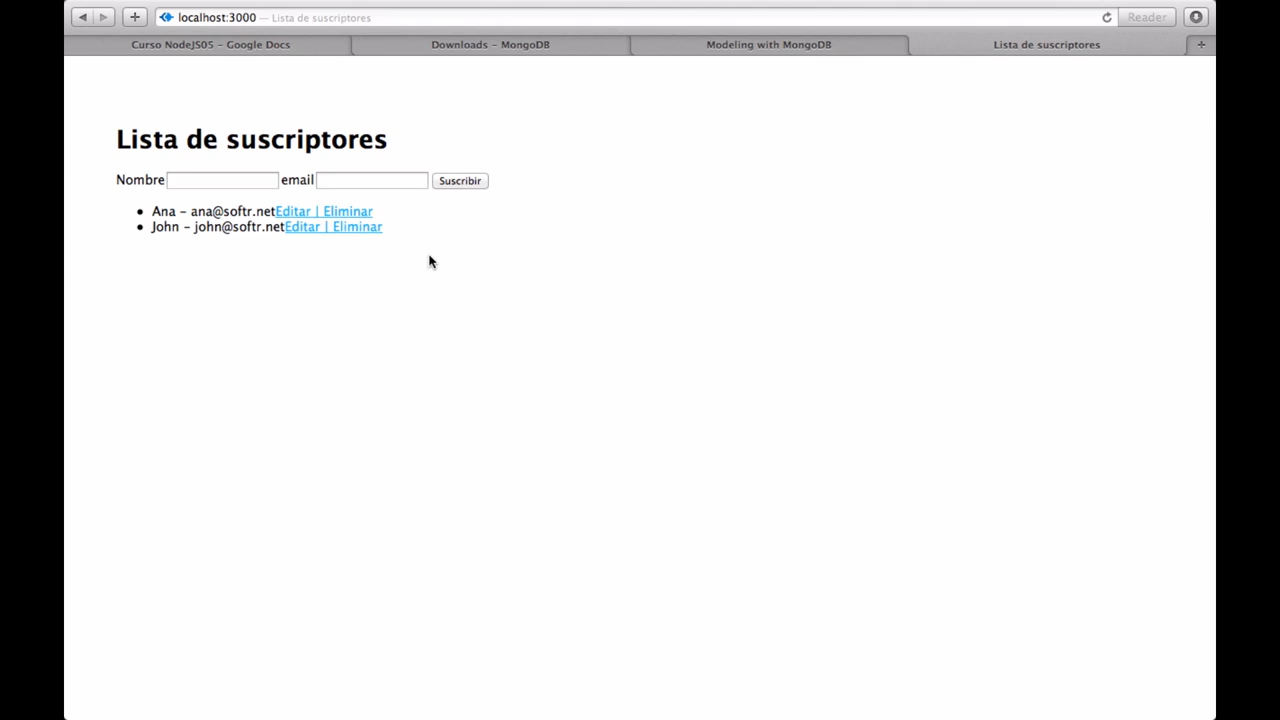 localhost:3000 — Lista de suscriptores
Reader
Curso NodeJS05 – Google Docs
Downloads – MongoDB
Modeling with MongoDB
Lista de suscriptores
Lista de suscriptores
Nombre email Suscribir
Ana – ana@softr.netEditar | Eliminar
John – john@softr.netEditar | Eliminar